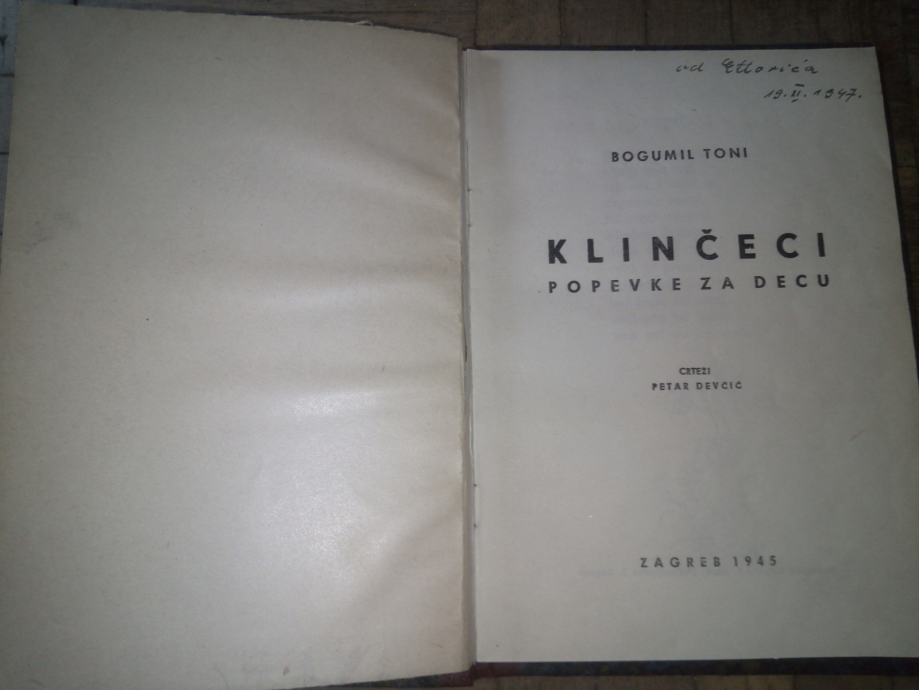 od Ettorića
19. II. 1947.
BOGUMIL TONI
KLINČECI
POPEVKE ZA DECU
CRTEŽI
PETAR DEVČIĆ
ZAGREB 1945